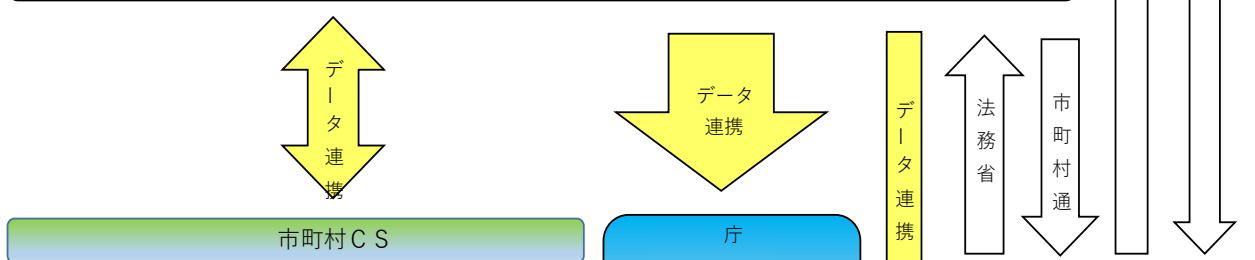 データ連携
データ
連携
データ連携
法務省
市町村通
市町村ＣＳ
庁